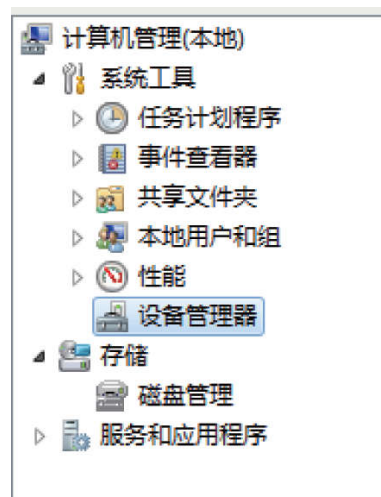 计算机管理(本地)
系统工具
任务计划程序
事件查看器
共享文件夹
本地用户和组
性能
设备管理器
存储
磁盘管理
服务和应用程序